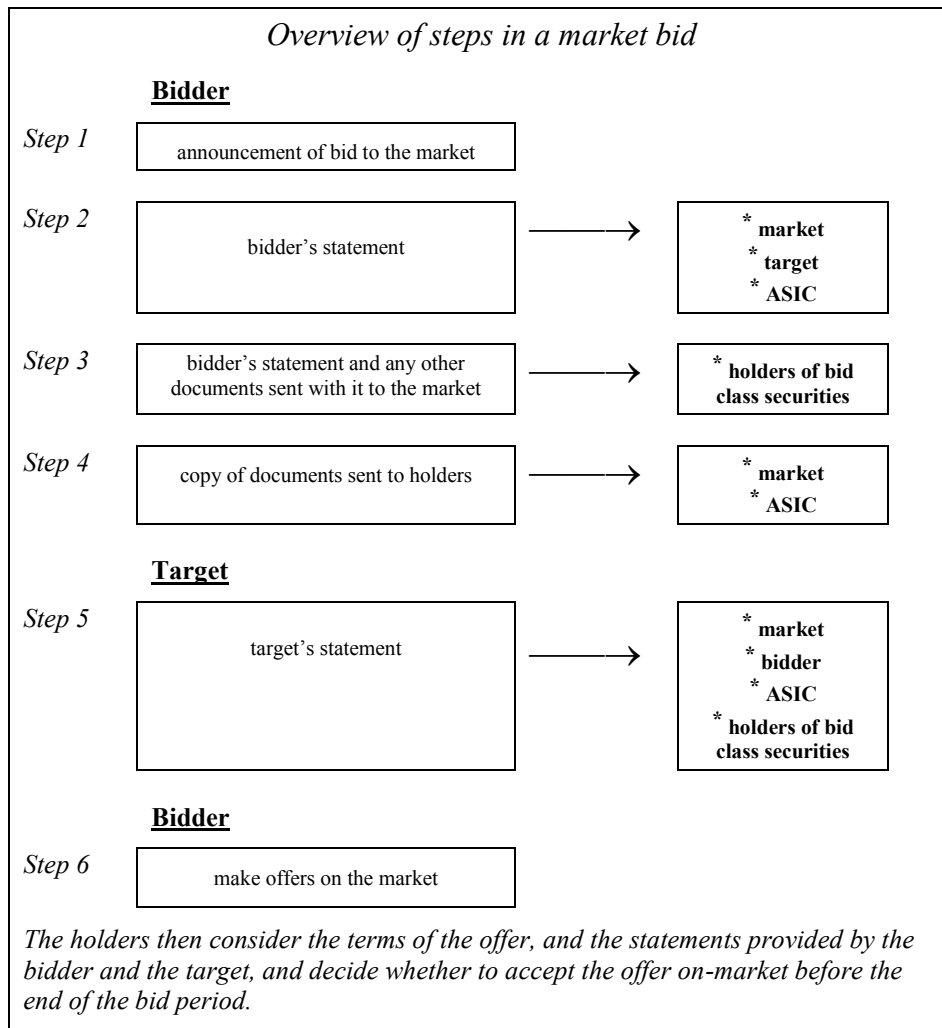 Overview of steps in a market bid
Bidder
Step 1
announcement of bid to the market
Step 2
bidder’s statement
* market
* target
* ASIC
Step 3
bidder’s statement and any other
documents sent with it to the market
* holders of bid
class securities
Step 4
copy of documents sent to holders
* market
* ASIC
Target
Step 5
target’s statement
* market
* bidder
* ASIC
* holders of bid
class securities
Bidder
Step 6
make offers on the market
The holders then consider the terms of the offer, and the statements provided by the
bidder and the target, and decide whether to accept the offer on-market before the
end of the bid period.